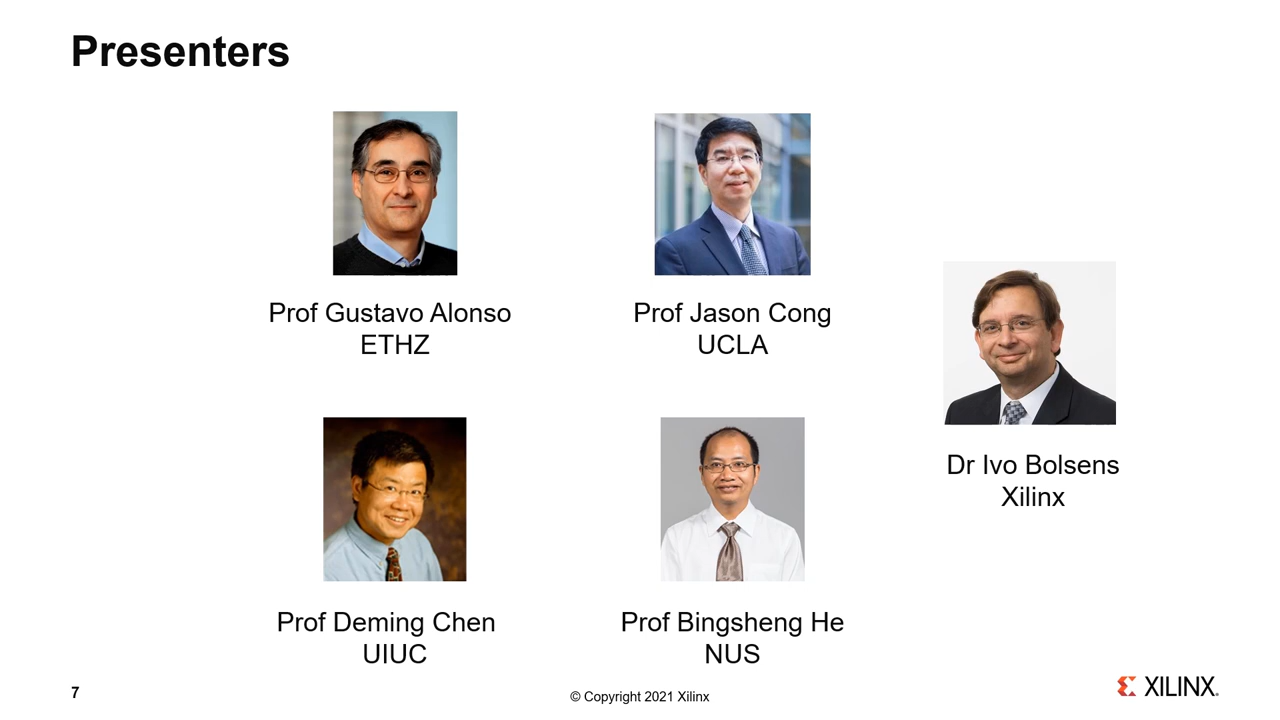 Presenters
Prof Gustavo Alonso
ETHZ
Prof Jason Cong
UCLA
Dr Ivo Bolsens
Xilinx
Prof Deming Chen
UIUC
Prof Bingsheng He
NUS
7
© Copyright 2021 Xilinx
XILINX.